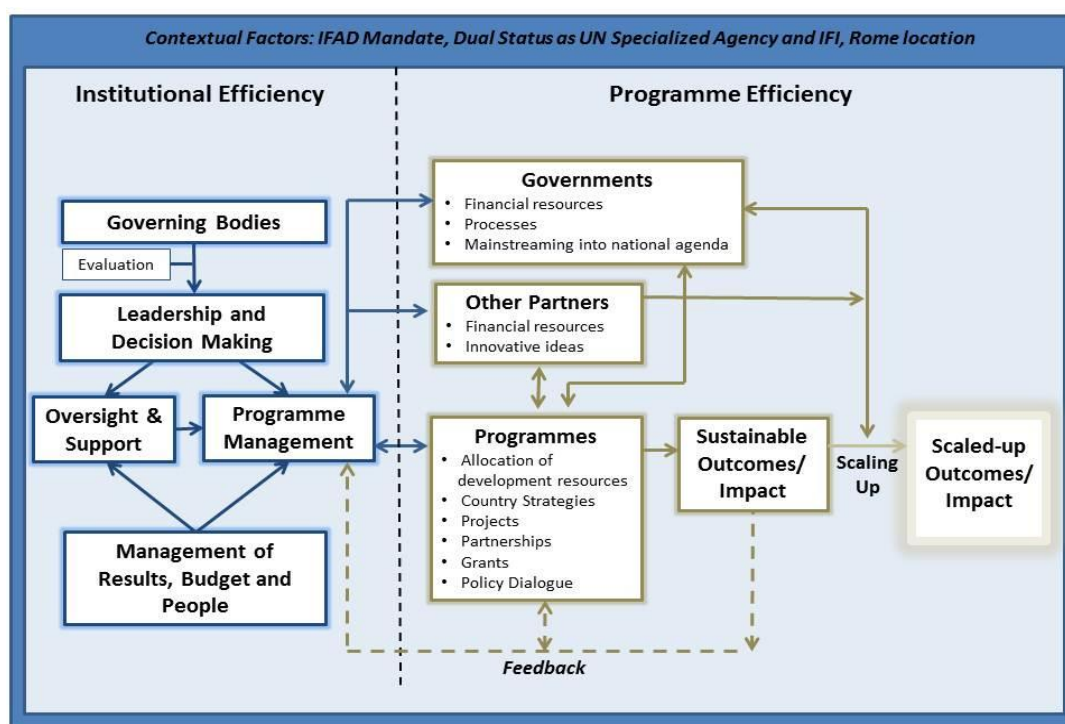 Contextual Factors: IFAD Mandate, Dual Status as UN Specialized Agency and IFI, Rome location
Institutional Efficiency
Programme Efficiency
Governing Bodies
Evaluation
Leadership and
Decision Making
Oversight &
Support
Programme
Management
Management of
Results, Budget and
People
Governments
• Financial resources
• Processes
• Mainstreaming into national agenda
Other Partners
• Financial resources
• Innovative ideas
Programmes
• Allocation of
development resources
• Country Strategies
• Projects
• Partnerships
• Grants
• Policy Dialogue
Sustainable
Outcomes/
Impact
Scaling
Up
Scaled-up
Outcomes/
Impact
Feedback